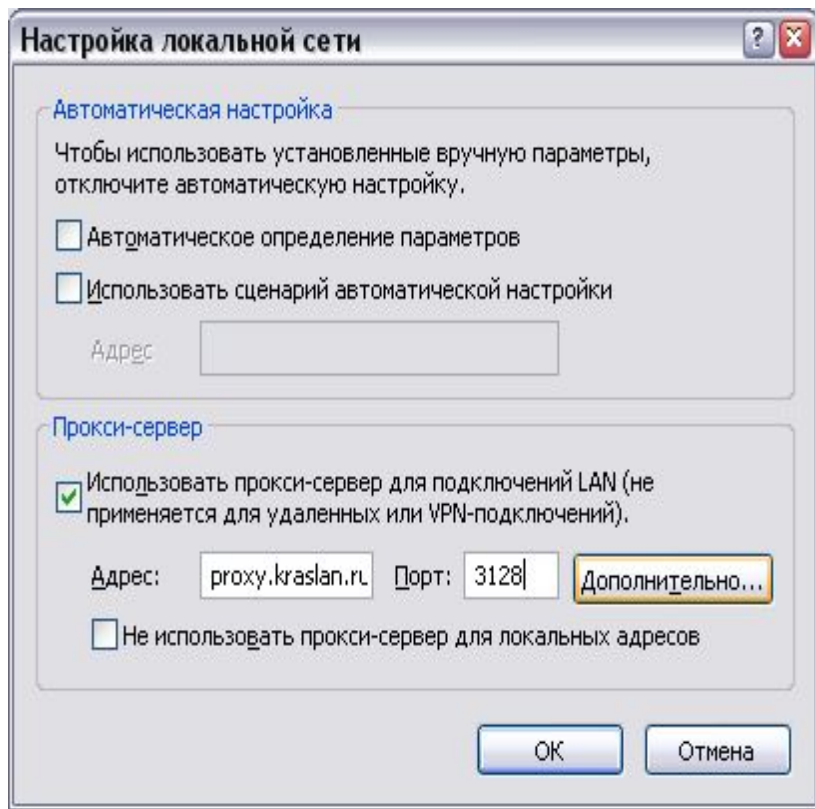 Настройка локальной сети
Автоматическая настройка
Чтобы использовать установленные вручную параметры,
отключите автоматическую настройку.
Автоматическое определение параметров
Использовать сценарий автоматической настройки
Адрес
Прокси-сервер
Использовать прокси-сервер для подключений LAN (не
применяется для удаленных или VPN-подключений).
Адрес: proxy.kraslan.ru Порт: 3128 Дополнительно...
Не использовать прокси-сервер для локальных адресов
ОК Отмена